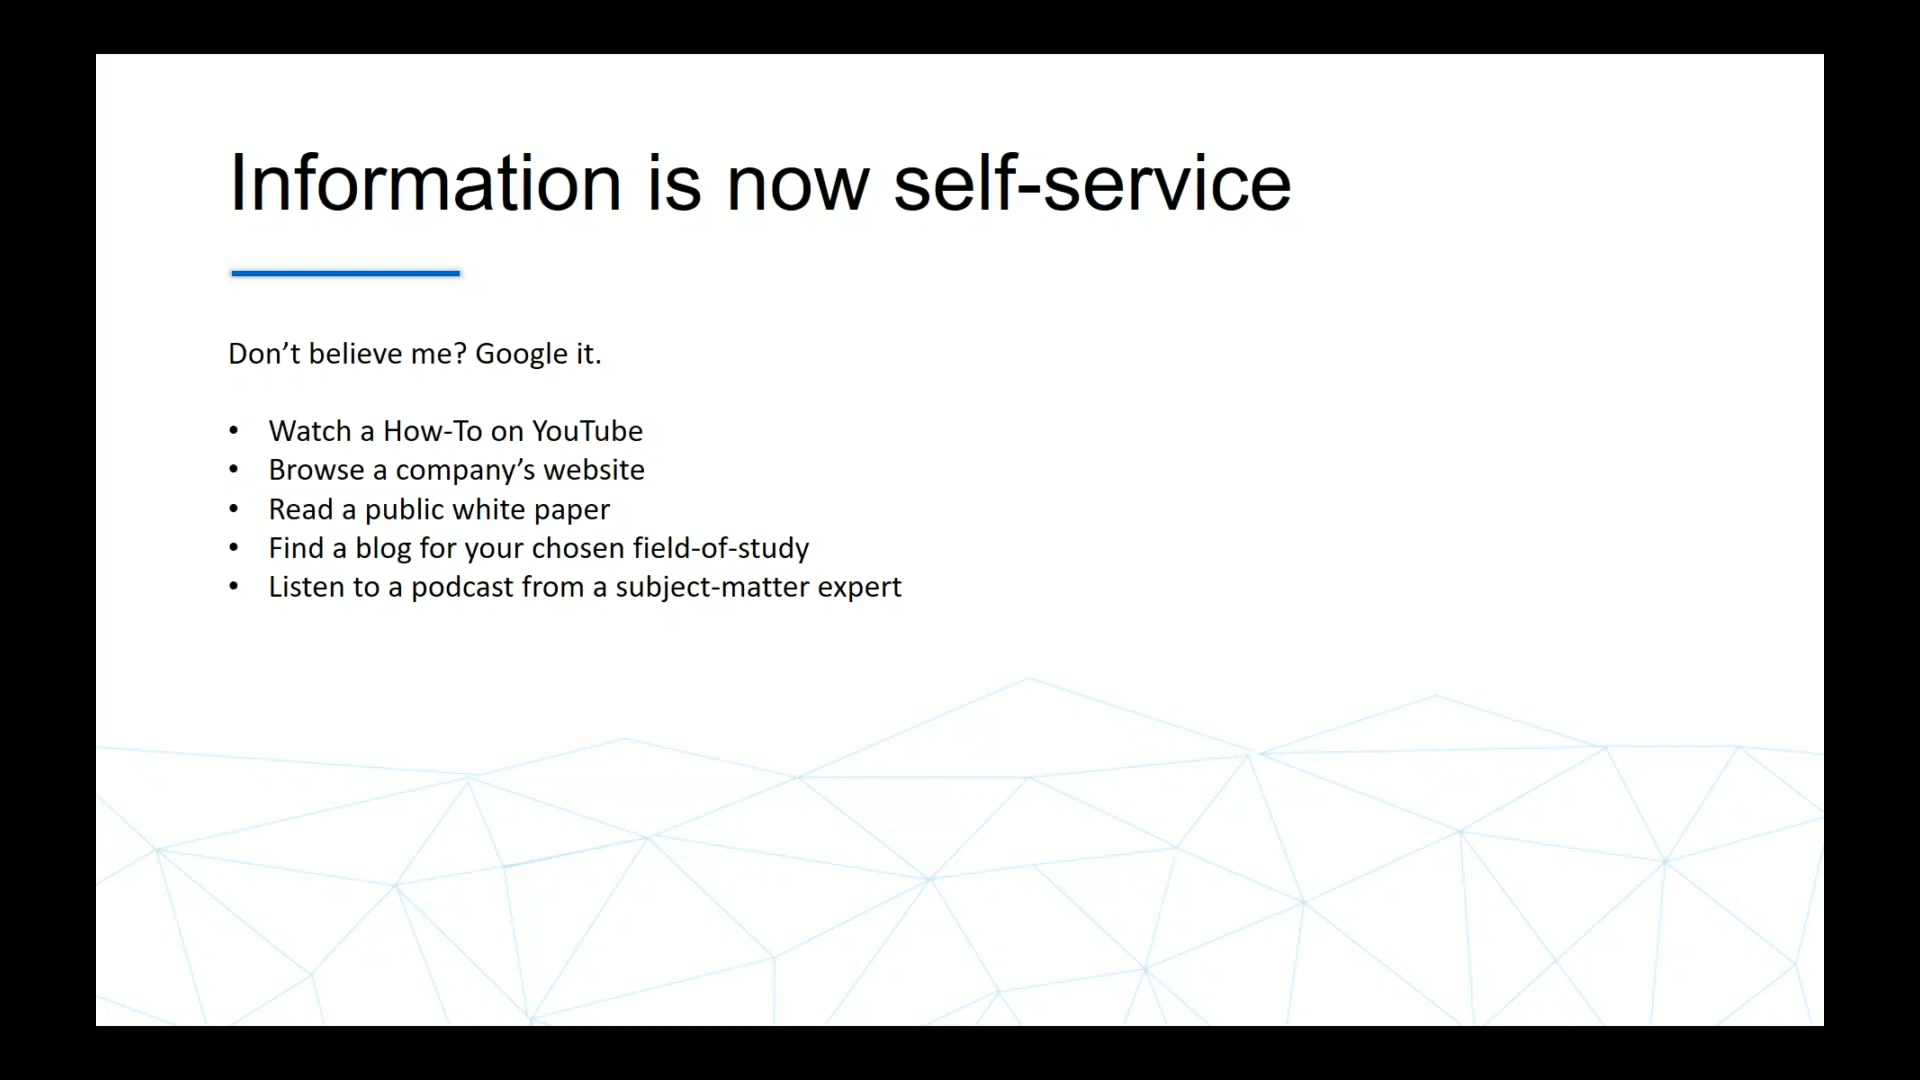 Information is now self-service
Don’t believe me? Google it.
• Watch a How-To on YouTube
• Browse a company’s website
• Read a public white paper
• Find a blog for your chosen field-of-study
• Listen to a podcast from a subject-matter expert